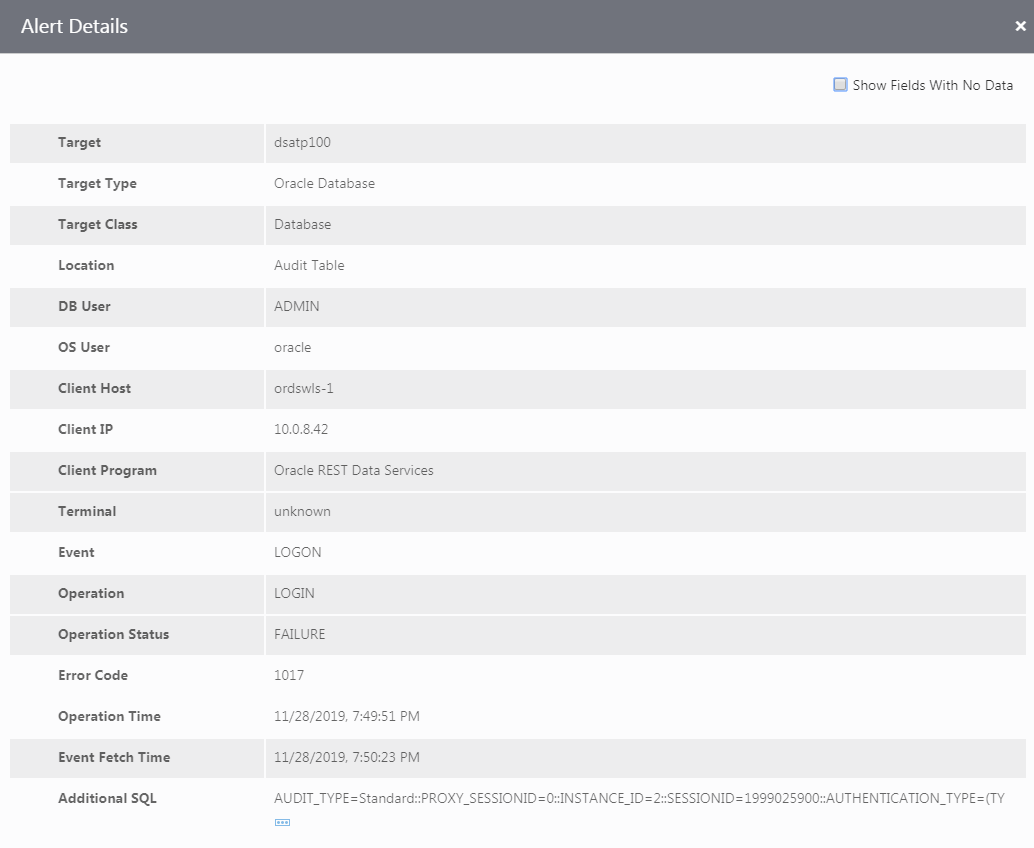 Alert Details
Show Fields With No Data
Target dsatp100
Target Type Oracle Database
Target Class Database
Location Audit Table
DB User ADMIN
OS User oracle
Client Host ordswls-1
Client IP 10.0.8.42
Client Program Oracle REST Data Services
Terminal unknown
Event LOGON
Operation LOGIN
Operation Status FAILURE
Error Code 1017
Operation Time 11/28/2019, 7:49:51 PM
Event Fetch Time 11/28/2019, 7:50:23 PM
Additional SQL AUDIT_TYPE=Standard::PROXY_SESSIONID=0::INSTANCE_ID=2::SESSIONID=1999025900::AUTHENTICATION_TYPE=(TY